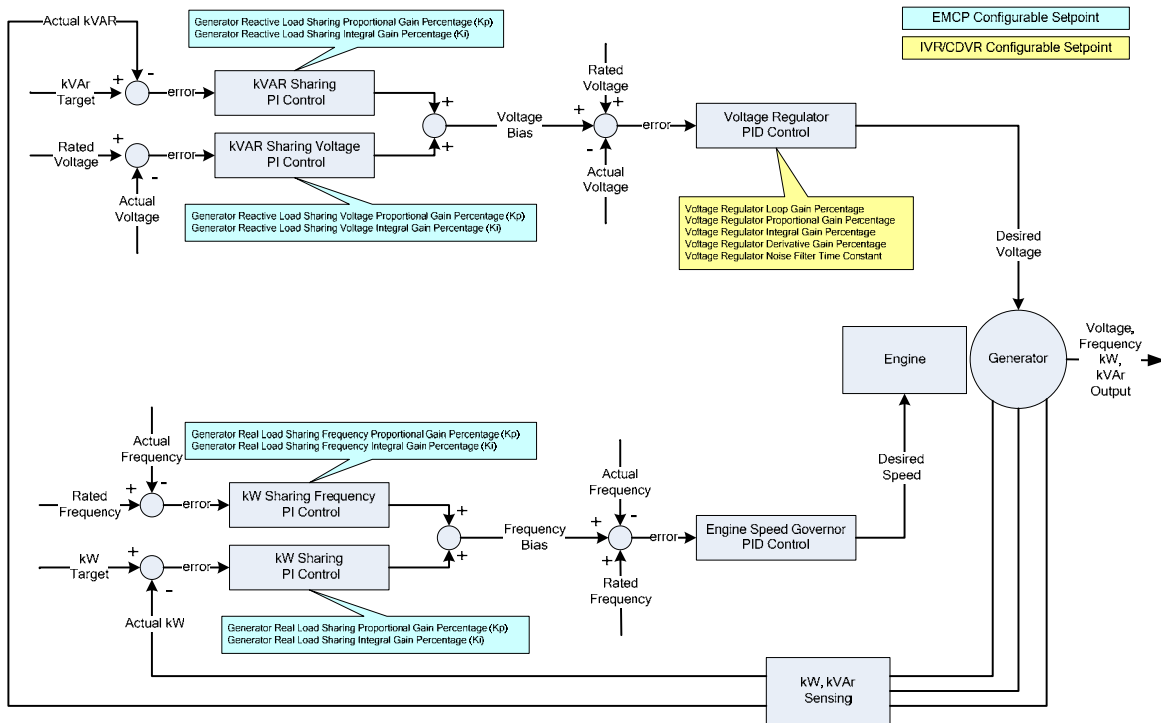 Actual kVAR
Generator Reactive Load Sharing Proportional Gain Percentage (Kp)
Generator Reactive Load Sharing Integral Gain Percentage (Ki)
EMCP Configurable Setpoint
IVR/CDVR Configurable Setpoint
kVAr
Target
+
-
error
kVAR Sharing
PI Control
+
+
Voltage
Bias
Rated
Voltage
+
+
-
error
Voltage Regulator
PID Control
Rated
Voltage
+
-
error
kVAR Sharing Voltage
PI Control
Actual
Voltage
Actual
Voltage
Generator Reactive Load Sharing Voltage Proportional Gain Percentage (Kp)
Generator Reactive Load Sharing Voltage Integral Gain Percentage (Ki)
Voltage Regulator Loop Gain Percentage
Voltage Regulator Proportional Gain Percentage
Voltage Regulator Integral Gain Percentage
Voltage Regulator Derivative Gain Percentage
Voltage Regulator Noise Filter Time Constant
Desired
Voltage
Engine
Generator
Voltage,
Frequency
kW,
kVAr
Output
Actual
Frequency
Generator Real Load Sharing Frequency Proportional Gain Percentage (Kp)
Generator Real Load Sharing Frequency Integral Gain Percentage (Ki)
Desired
Speed
Rated
Frequency
+
-
error
kW Sharing Frequency
PI Control
+
+
Frequency
Bias
Actual
Frequency
+
-
+
error
Engine Speed Governor
PID Control
kW
Target
+
-
error
kW Sharing
PI Control
Rated
Frequency
Actual kW
Generator Real Load Sharing Proportional Gain Percentage (Kp)
Generator Real Load Sharing Integral Gain Percentage (Ki)
kW, kVAr
Sensing